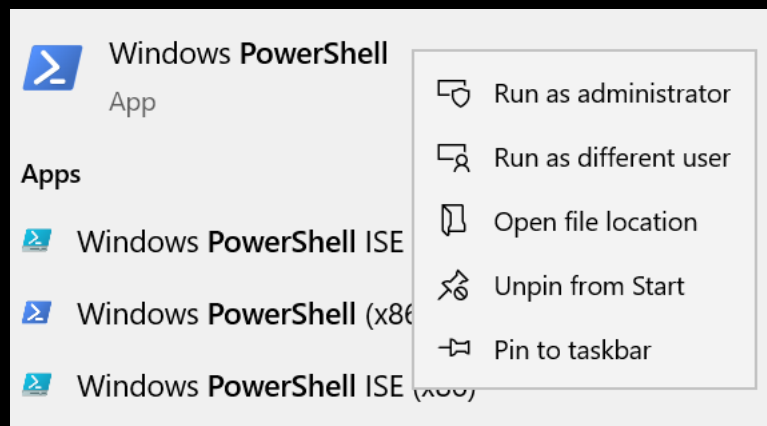 Windows PowerShell
App
Apps
Windows PowerShell ISE
Windows PowerShell (x86
Windows PowerShell ISE (x86)
Run as administrator
Run as different user
Open file location
Unpin from Start
Pin to taskbar